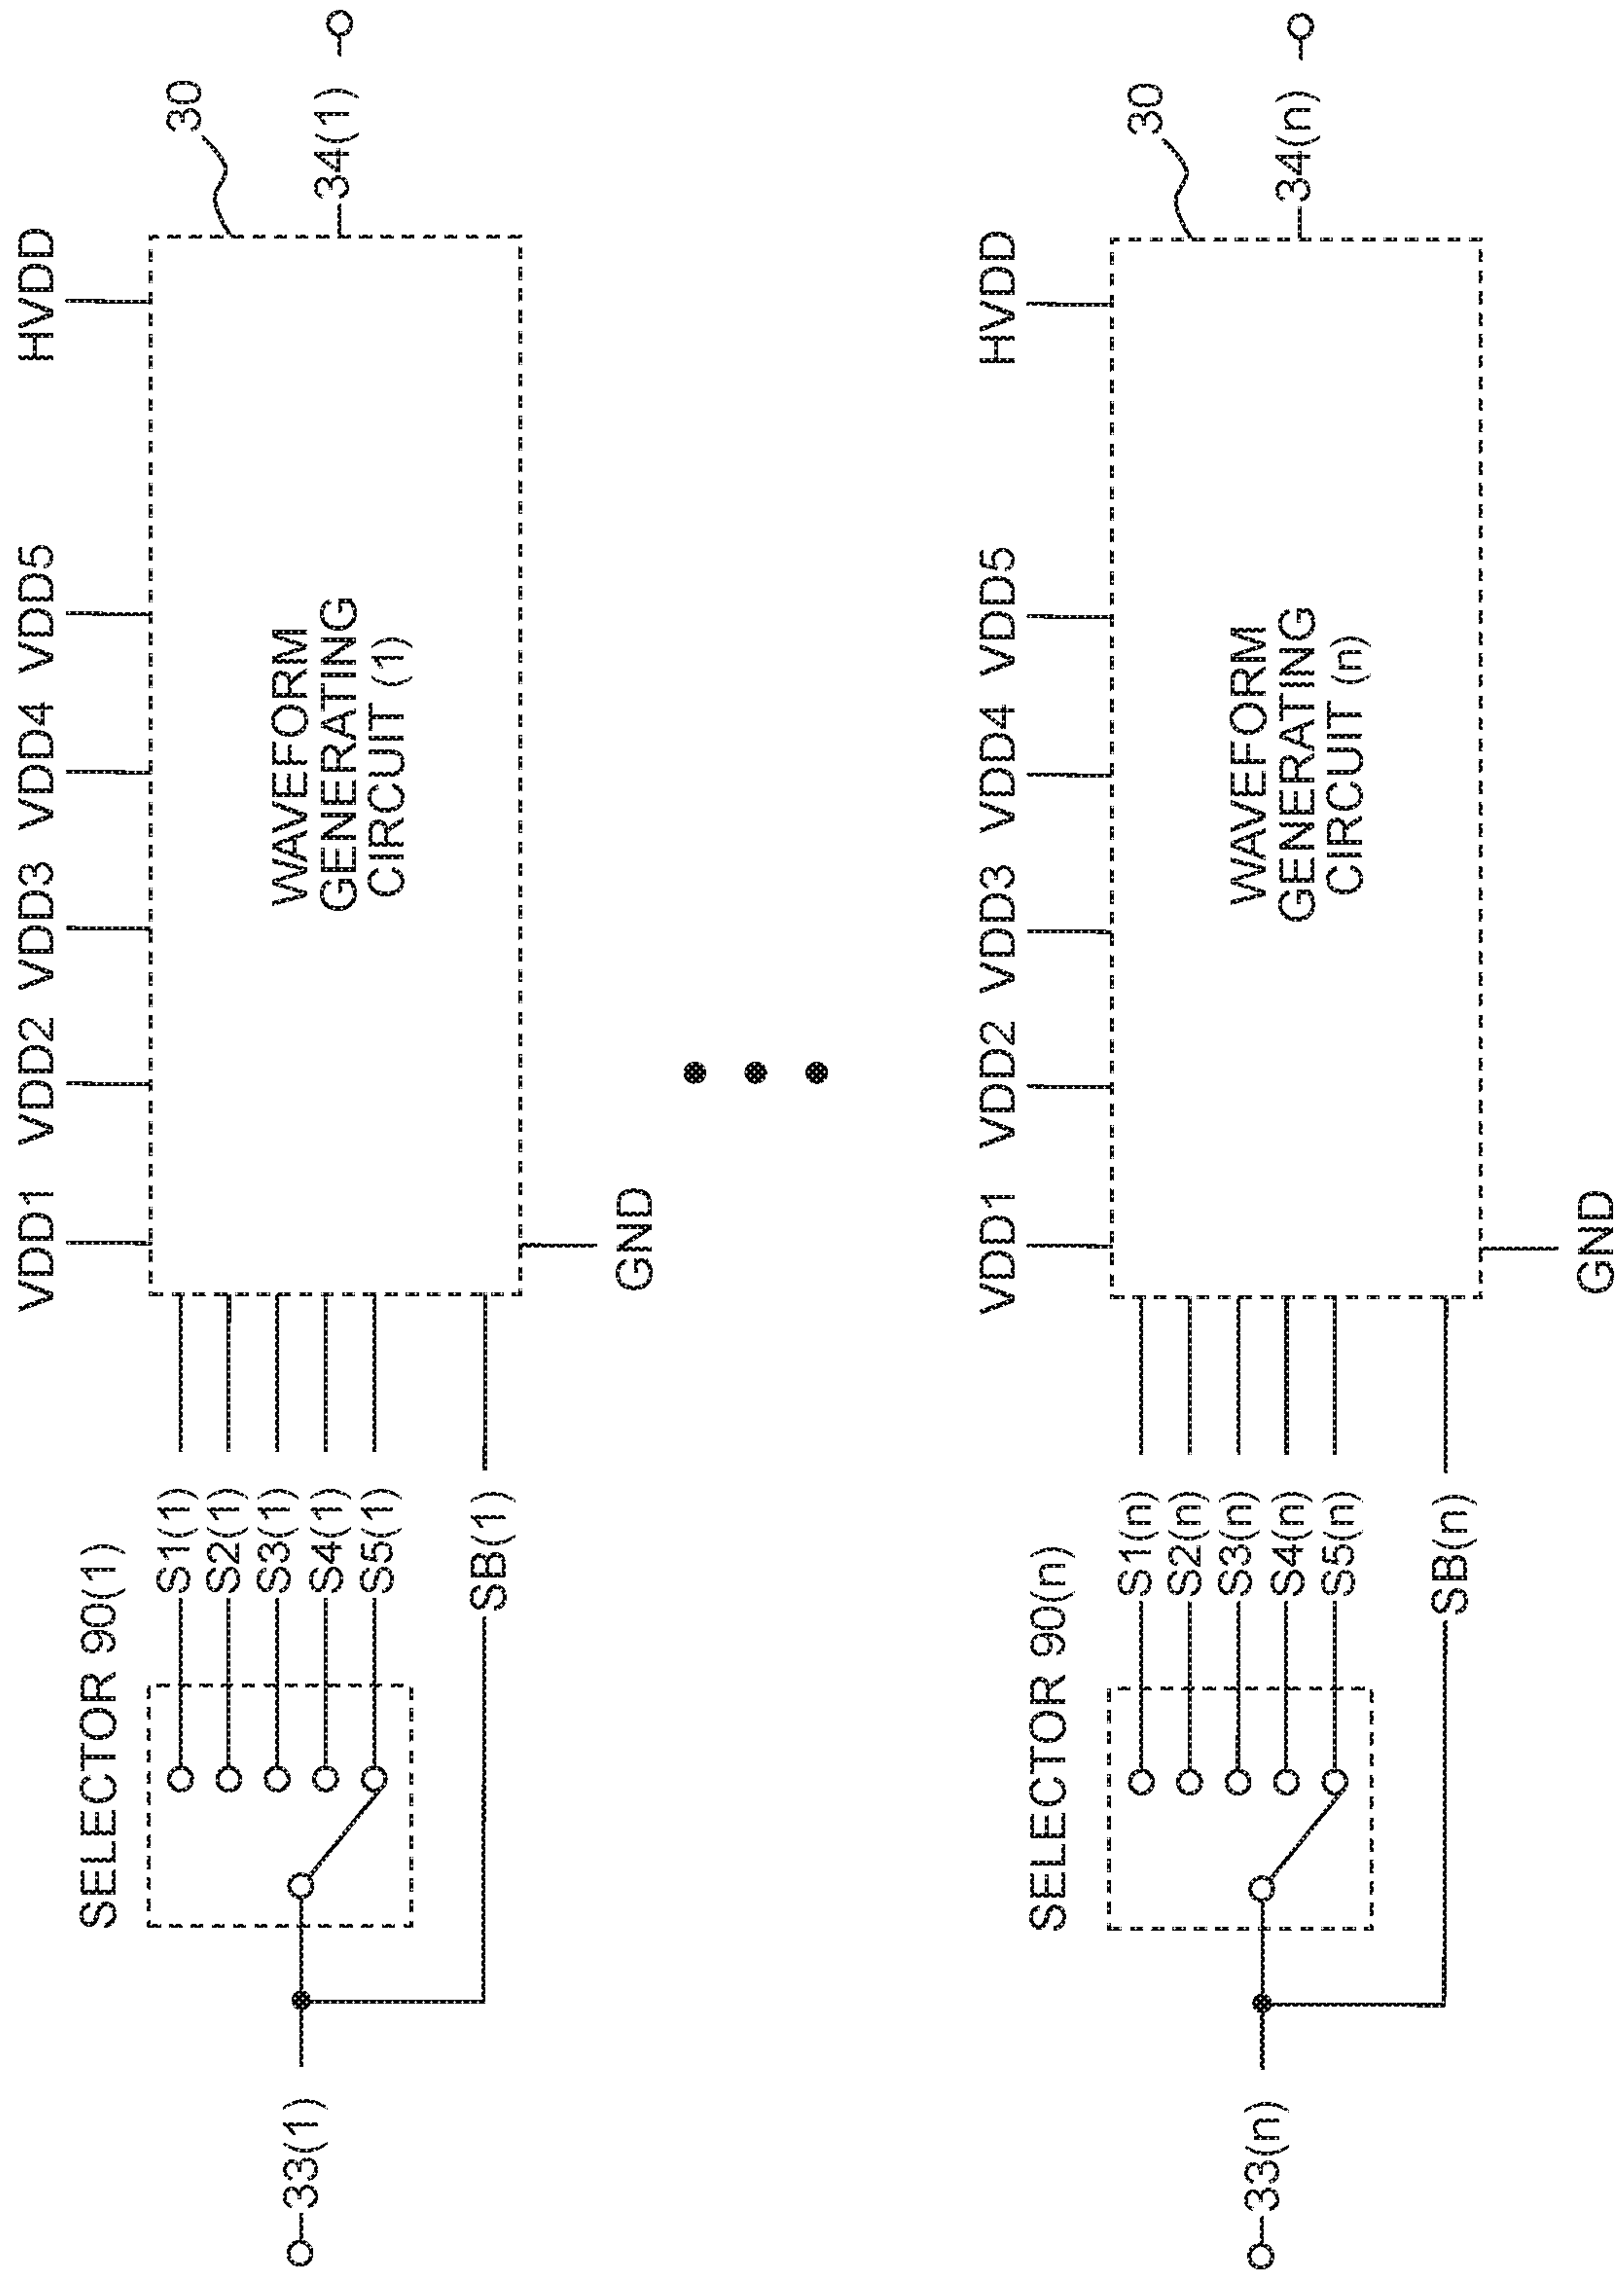 VDD1 VDD2 VDD3 VDD4 VDD5 HVDD
SELECTOR 90(1)
30
S1(1)
S2(1)
S3(1)
S4(1)
S5(1)
WAVEFORM
GENERATING
CIRCUIT (1)
33(1)
34(1)
SB(1)
GND
VDD1 VDD2 VDD3 VDD4 VDD5 HVDD
SELECTOR 90(n)
30
S1(n)
S2(n)
S3(n)
S4(n)
S5(n)
WAVEFORM
GENERATING
CIRCUIT (n)
33(n)
34(n)
SB(n)
GND